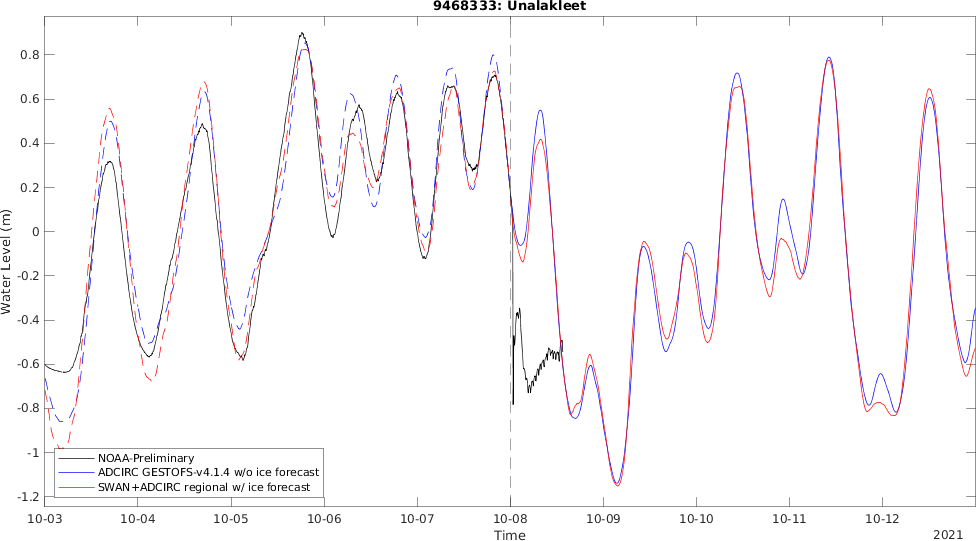 9468333: Unalakleet
0.8
0.6
0.4
0.2
0
-0.2
-0.4
-0.6
-0.8
-1
-1.2
Water Level (m)
NOAA-Preliminary
ADCIRC GESTOFS-v4.1.4 w/o ice forecast
SWAN+ADCIRC regional w/ ice forecast
10-03 10-04 10-05 10-06 10-07 10-08 10-09 10-10 10-11 10-12
Time
2021